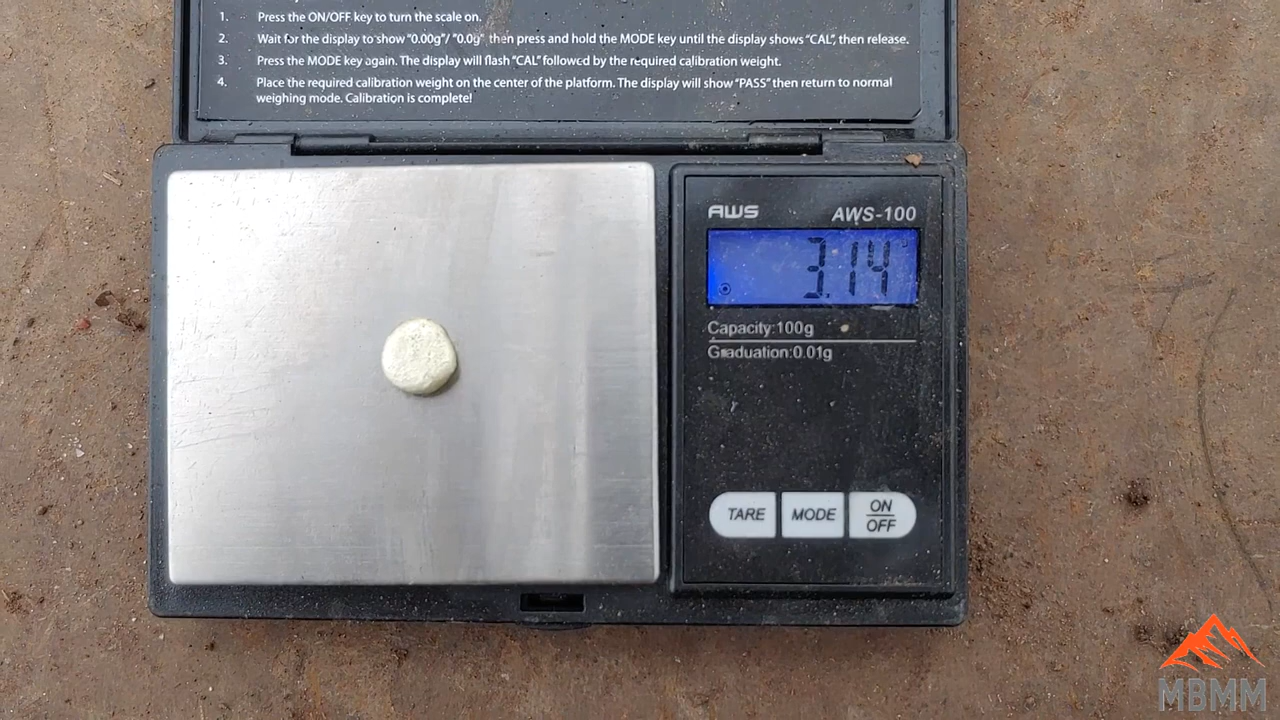 1. Press the ON/OFF key to turn the scale on.
2. Wait for the display to show "0.00g"/ "0.0g" then press and hold the MODE key until the display shows "CAL", then release.
3. Press the MODE key again. The display will flash "CAL" followed by the required calibration weight.
4. Place the required calibration weight on the center of the platform. The display will show "PASS" then return to normal
weighing mode. Calibration is complete!
AWS AWS-100
3.14
Capacity:100g
Graduation:0.01g
TARE MODE ON
OFF
MBMM